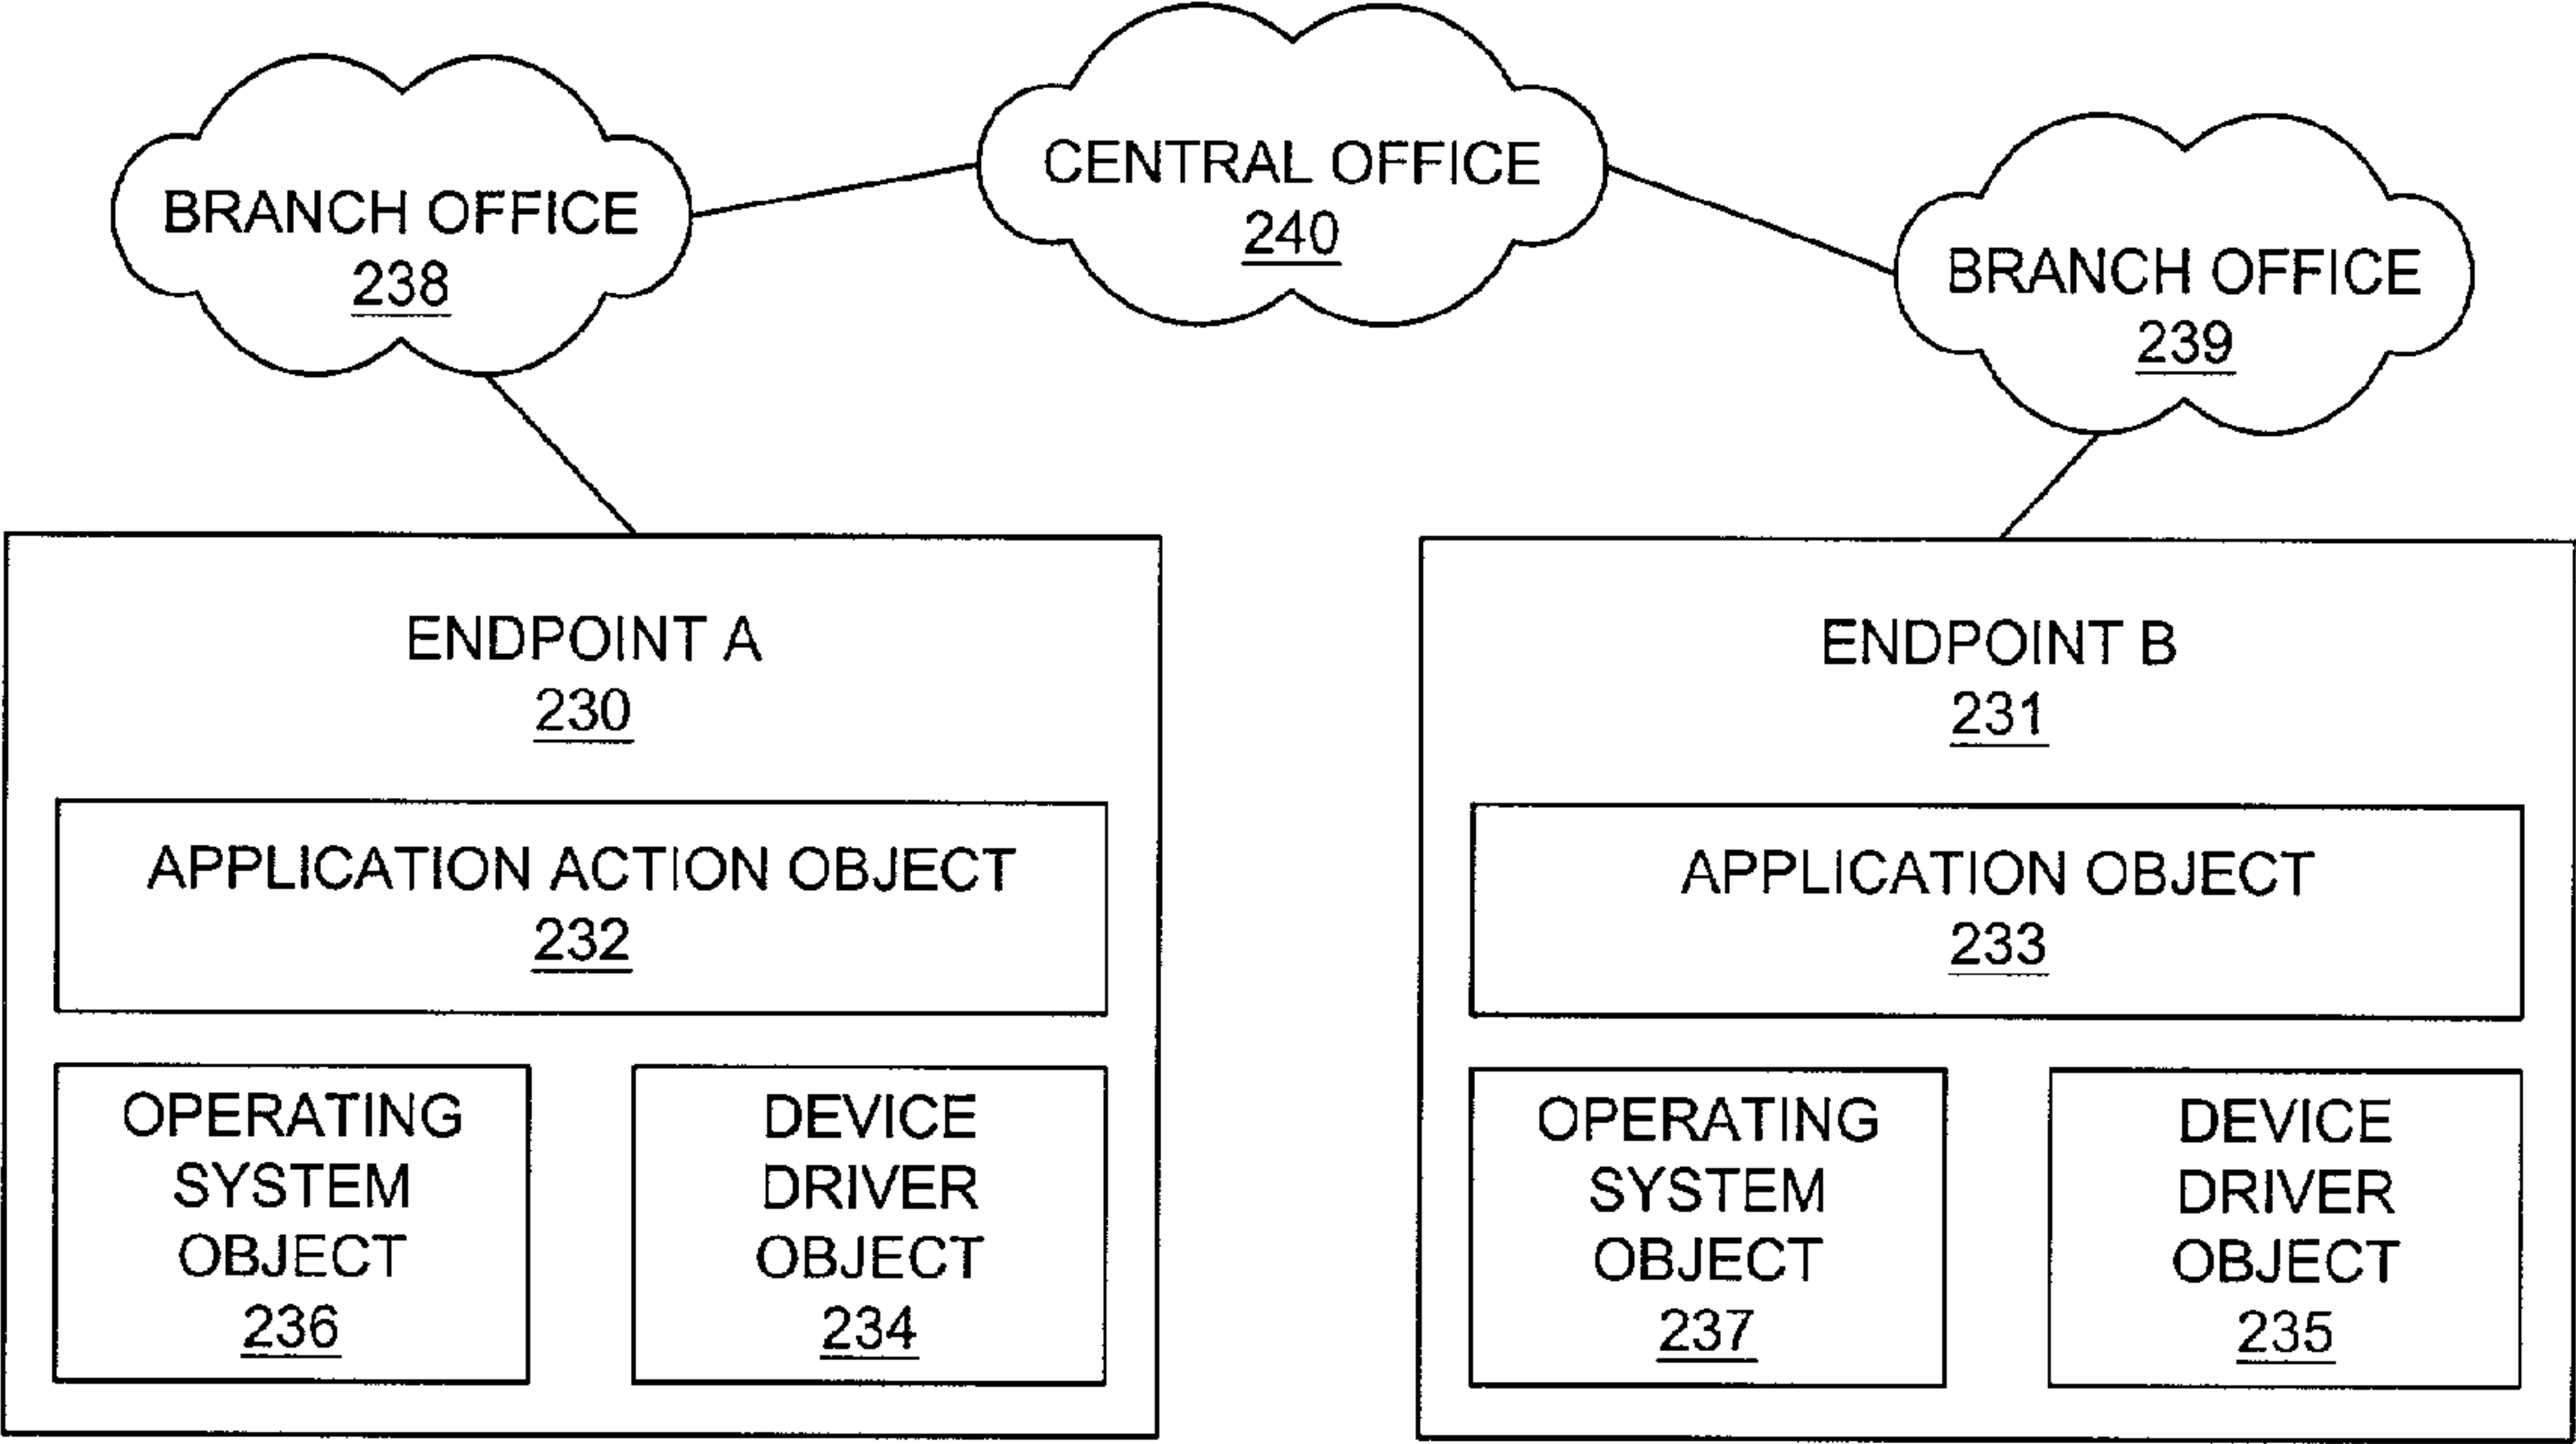 BRANCH OFFICE
238
CENTRAL OFFICE
240
BRANCH OFFICE
239
ENDPOINT A
230
APPLICATION ACTION OBJECT
232
OPERATING
SYSTEM
OBJECT
236
DEVICE
DRIVER
OBJECT
234
ENDPOINT B
231
APPLICATION OBJECT
233
OPERATING
SYSTEM
OBJECT
237
DEVICE
DRIVER
OBJECT
235